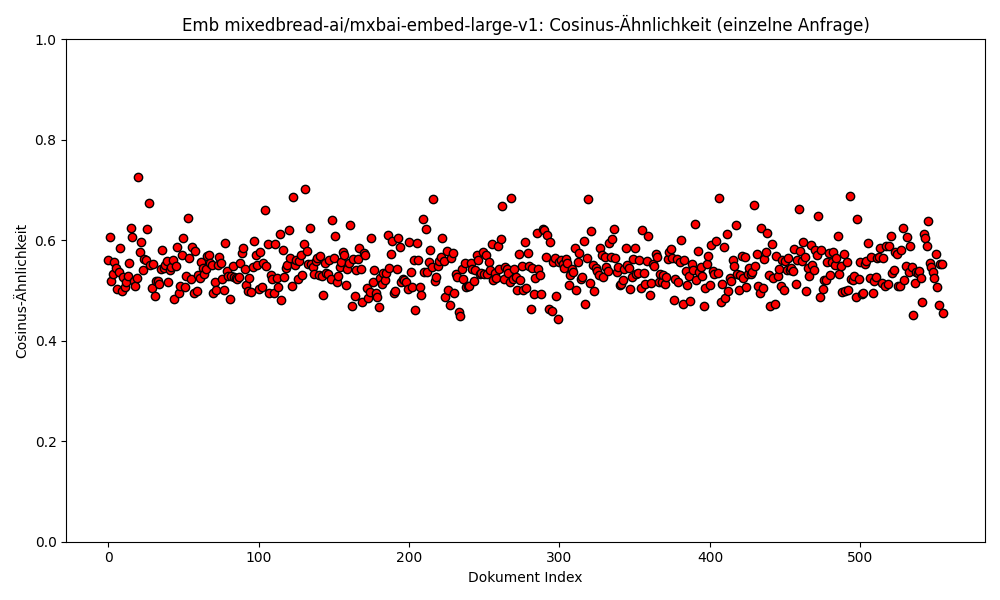 Emb mixedbread-ai/mxbai-embed-large-v1: Cosinus-Ähnlichkeit (einzelne Anfrage)
1.0
0.8
0.6
0.4
0.2
0.0
Cosinus-Ähnlichkeit
0 100 200 300 400 500
Dokument Index